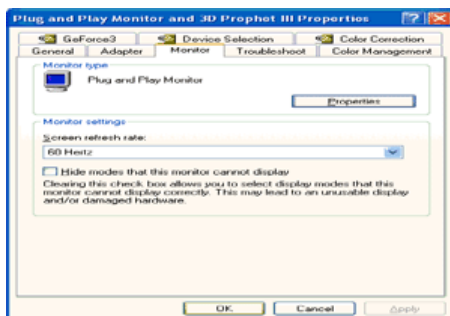 Plug and Play Monitor and 3D Prophet III Properties
GeForce3 Device Selection Color Correction
General Adapter Monitor Troubleshoot Color Management
Monitor type
Plug and Play Monitor
Properties
Monitor settings
Screen refresh rate:
60 Hertz
Hide modes that this monitor cannot display
Clearing this check box allows you to select display modes that this
monitor cannot display correctly. This may lead to an unusable display
and/or damaged hardware.
OK Cancel Apply